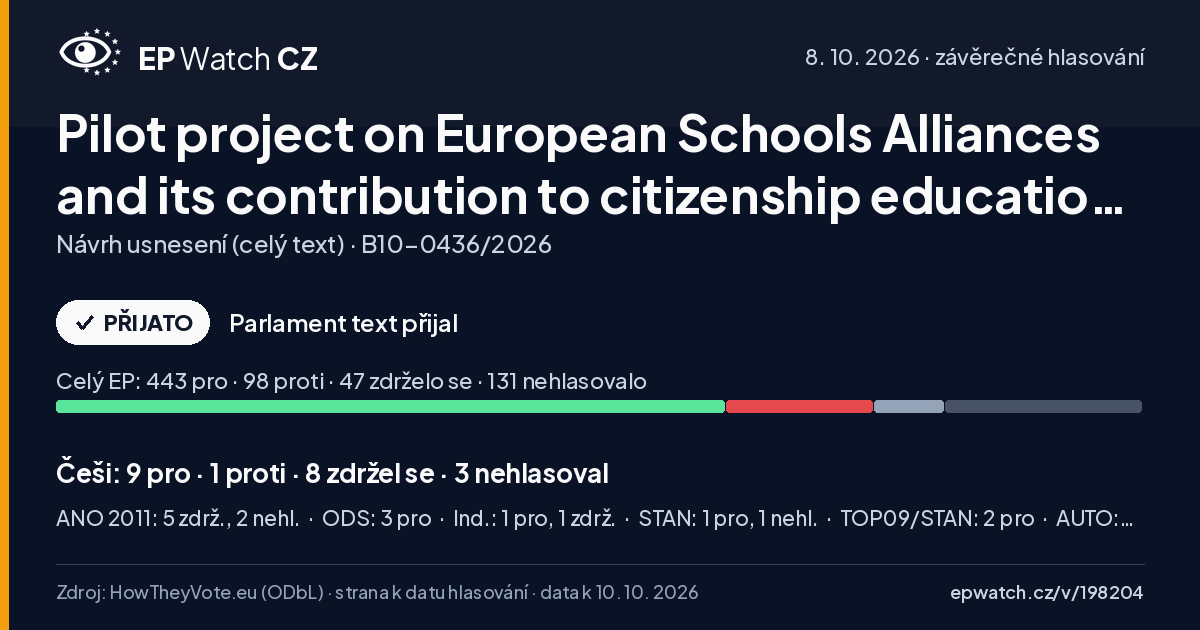 EP Watch CZ
8. 10. 2026 · závěrečné hlasování
Pilot project on European Schools Alliances
and its contribution to citizenship educatio…
Návrh usnesení (celý text) · B10–0436/2026
✓ PŘIJATO
Parlament text přijal
Celý EP: 443 pro · 98 proti · 47 zdrželo se · 131 nehlasovalo
Češi: 9 pro · 1 proti · 8 zdržel se · 3 nehlasoval
ANO 2011: 5 zdrž., 2 nehl. · ODS: 3 pro · Ind.: 1 pro, 1 zdrž. · STAN: 1 pro, 1 nehl. · TOP09/STAN: 2 pro · AUTO:…
Zdroj: HowTheyVote.eu (ODbL) · strana k datu hlasování · data k 10. 10. 2026
epwatch.cz/v/198204